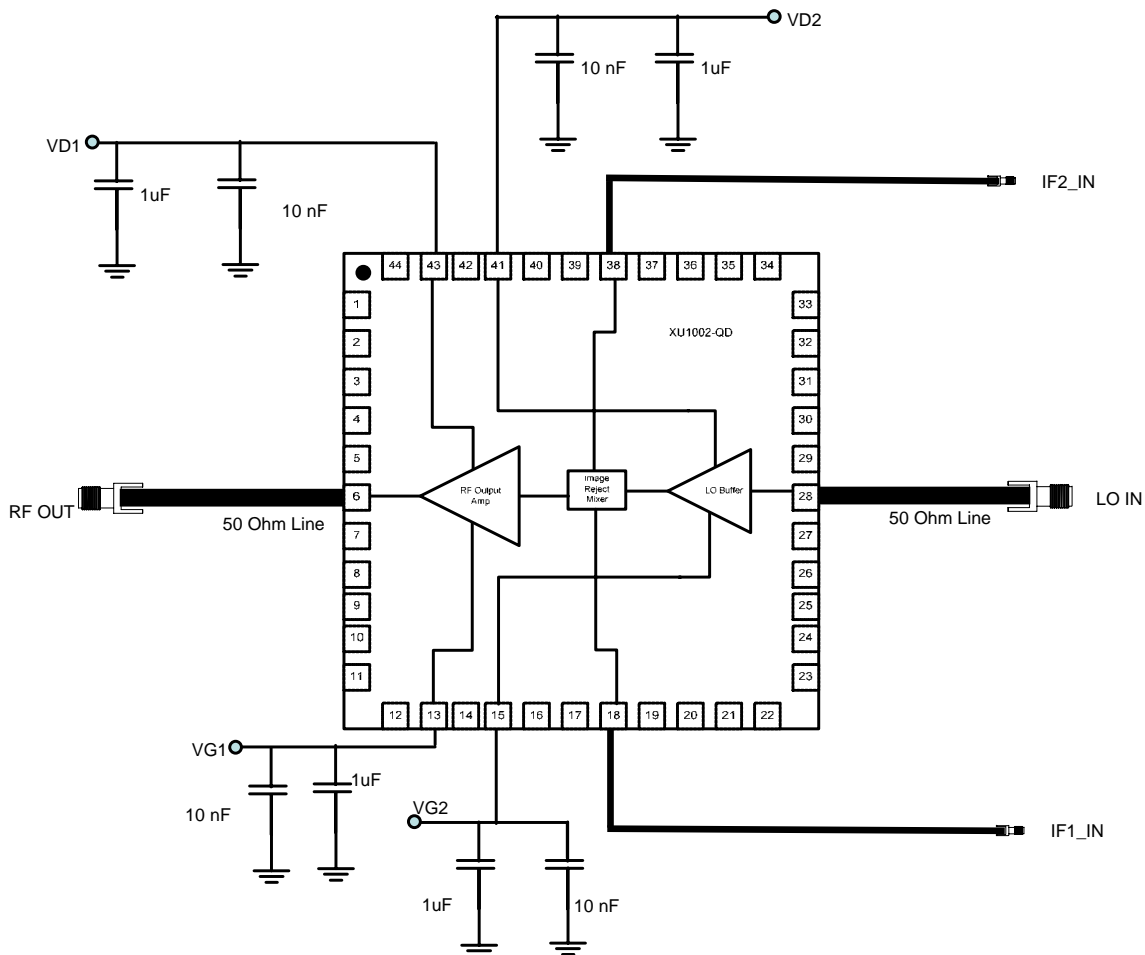 VD2
10 nF
1uF
VD1
1uF
10 nF
IF2_IN
44 43 42 41 40 39 38 37 36 35 34
XU1002-QD
1
2
3
4
5
6
7
8
9
10
11
33
32
31
30
29
28
27
26
25
24
23
RF Output
Amp
Image
Reject
Mixer
LO Buffer
RF OUT
50 Ohm Line
50 Ohm Line
LO IN
12 13 14 15 16 17 18 19 20 21 22
VG1
10 nF
1uF
VG2
1uF
10 nF
IF1_IN